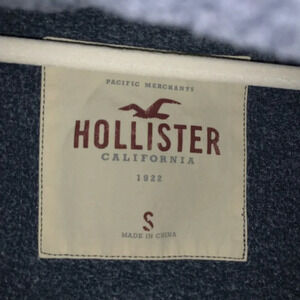 PACIFIC MERCHANTS
HOLLISTER
CALIFORNIA
1922
S
MADE IN CHINA